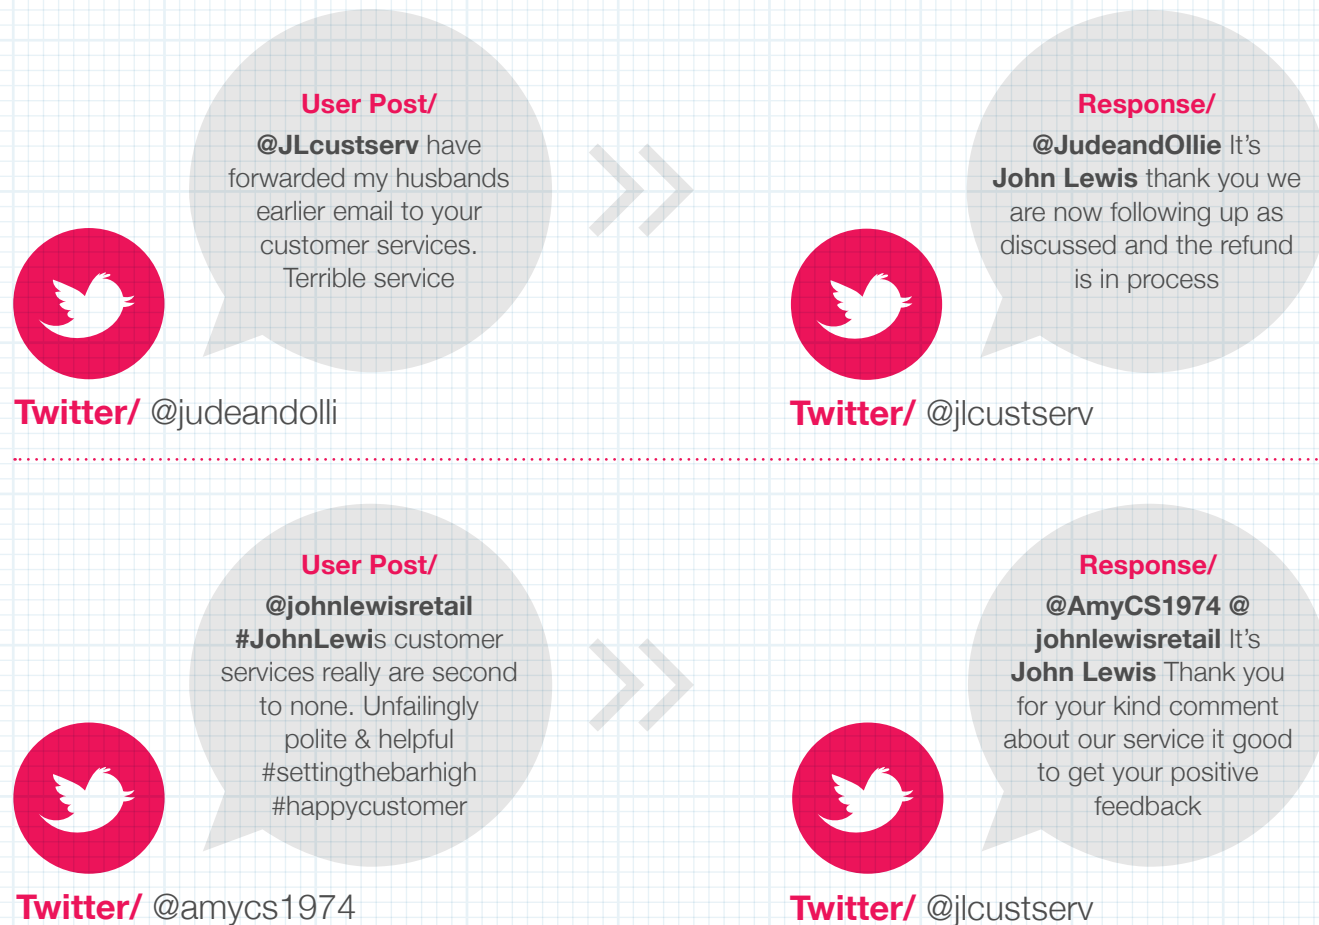 User Post/
@JLcustserv have
forwarded my husbands
earlier email to your
customer services.
Terrible service
Twitter/ @judeandolli
Response/
@JudeandOllie It’s
John Lewis thank you we
are now following up as
discussed and the refund
is in process
Twitter/ @jlcustserv
User Post/
@johnlewisretail
#JohnLewis customer
services really are second
to none. Unfailingly
polite & helpful
#settingthebarhigh
#happycustomer
Twitter/ @amycs1974
Response/
@AmyCS1974 @
johnlewisretail It’s
John Lewis Thank you
for your kind comment
about our service it good
to get your positive
feedback
Twitter/ @jlcustserv